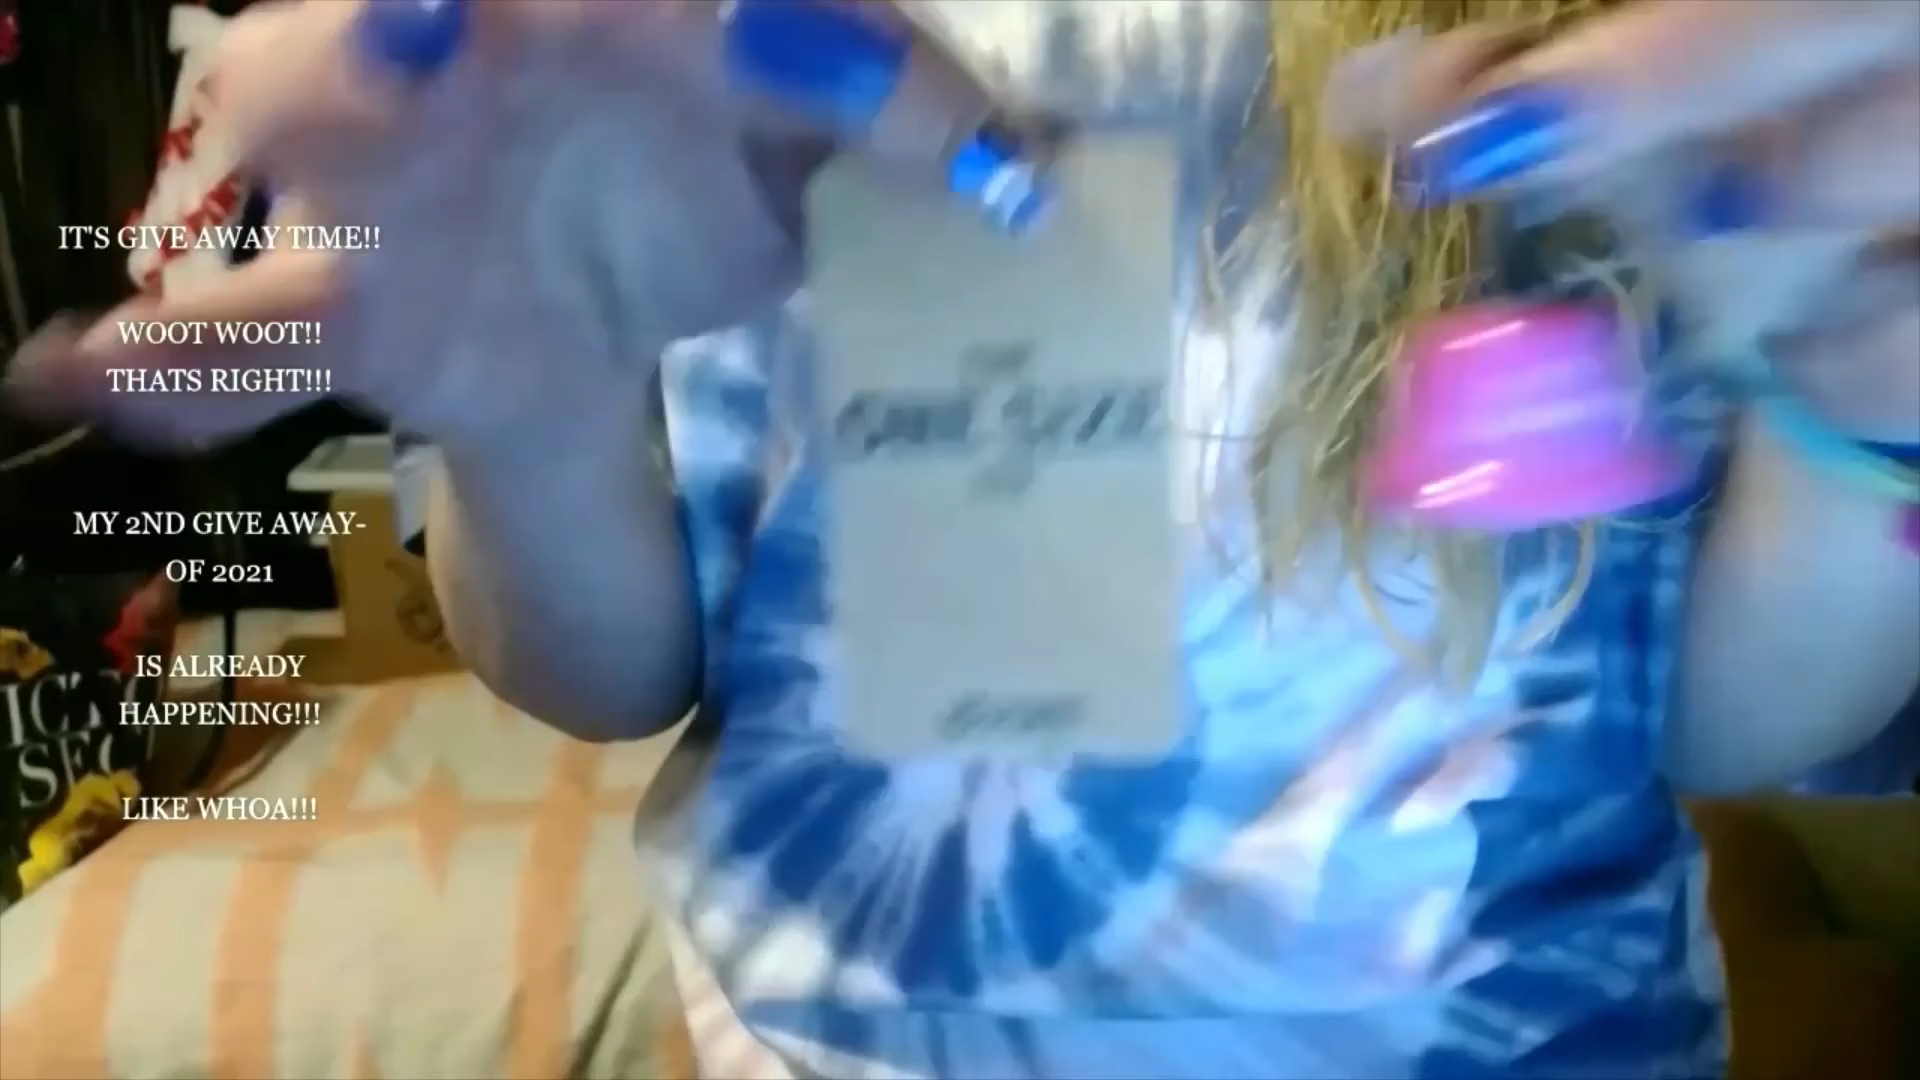 IT'S GIVE AWAY TIME!!
WOOT WOOT!!
THATS RIGHT!!!
MY 2ND GIVE AWAY-
OF 2021
IS ALREADY
HAPPENING!!!
LIKE WHOA!!!